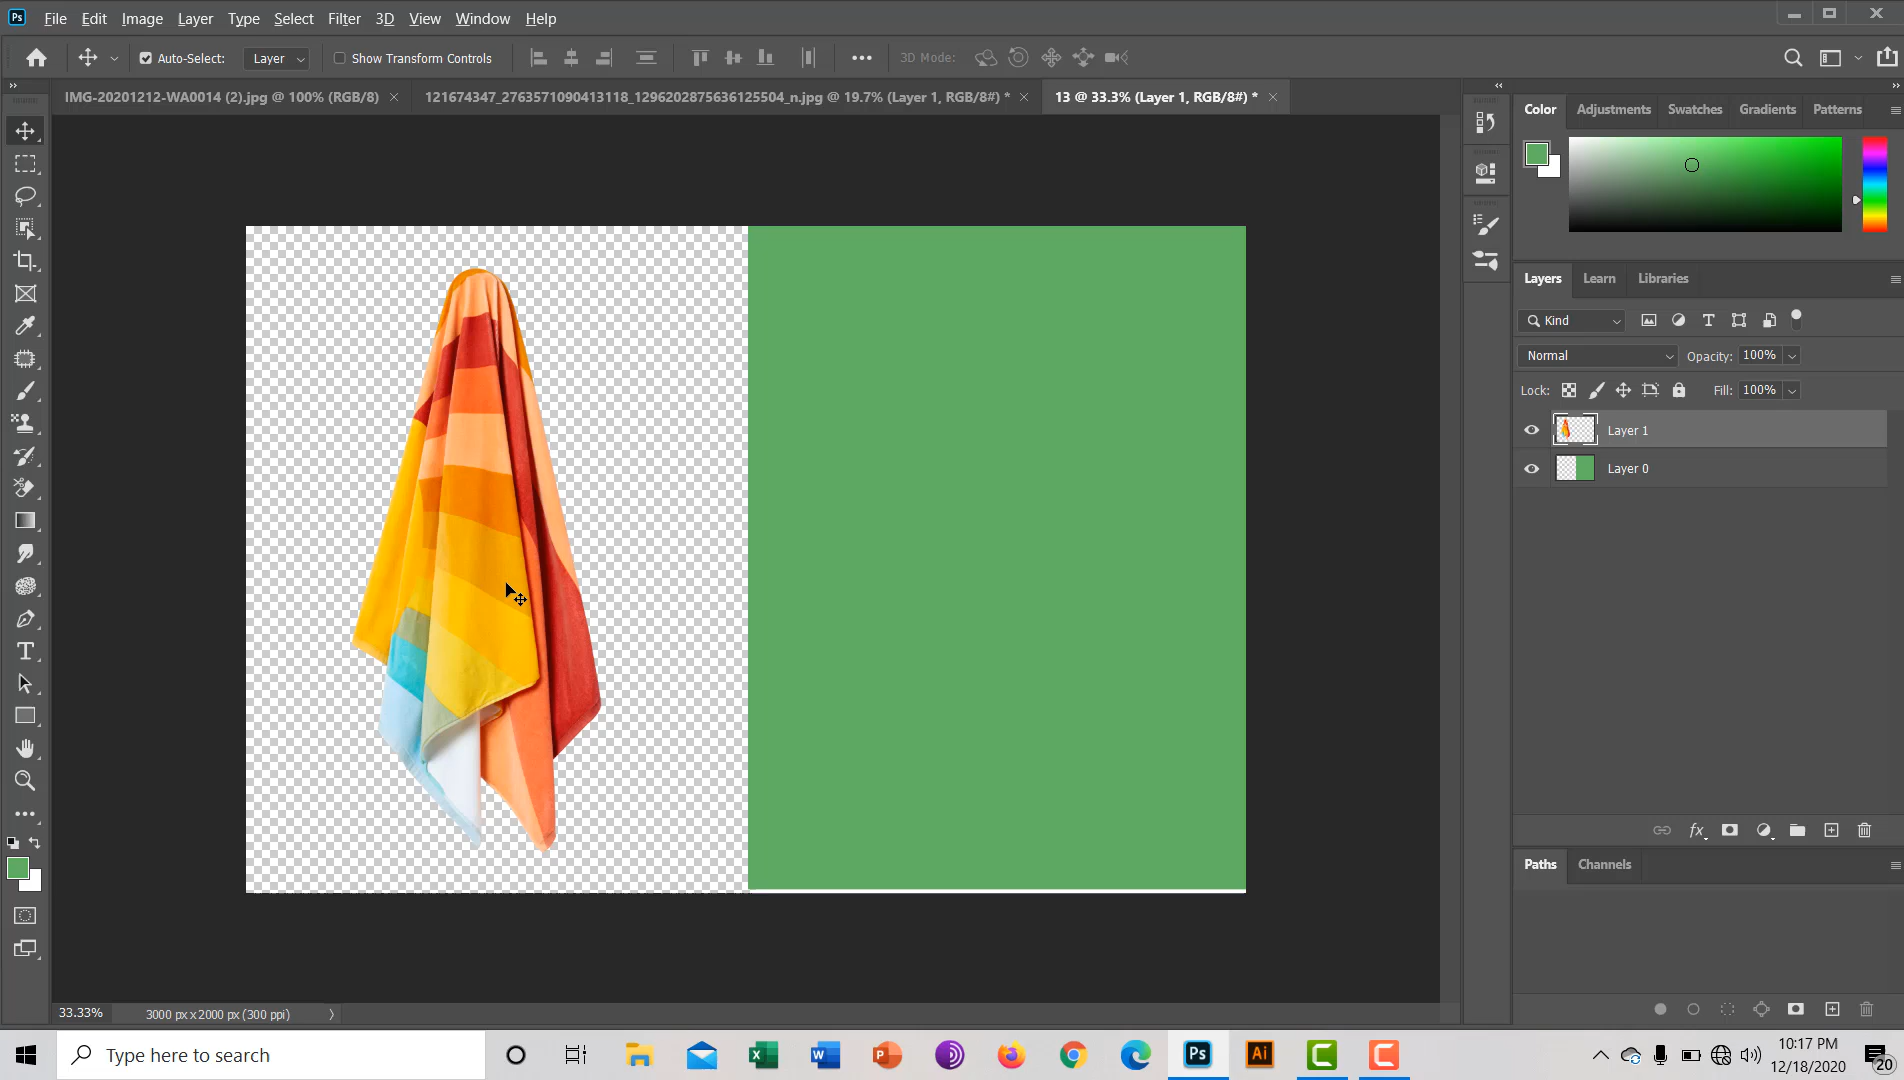 Ps File Edit Image Layer Type Select Filter 3D View Window Help
Auto-Select: Layer Show Transform Controls 3D Mode:
IMG-20201212-WA0014 (2).jpg @ 100% (RGB/8) 121674347_2763571090413118_1296202875636125504_n.jpg @ 19.7% (Layer 1, RGB/8#) * 13 @ 33.3% (Layer 1, RGB/8#) *
Color Adjustments Swatches Gradients Patterns
Layers Learn Libraries
Kind
Normal Opacity: 100%
Lock: Fill: 100%
Layer 1
Layer 0
fx
Paths Channels
33.33% 3000 px x 2000 px (300 ppi)
Type here to search
Ps Ai
10:17 PM
12/18/2020
20